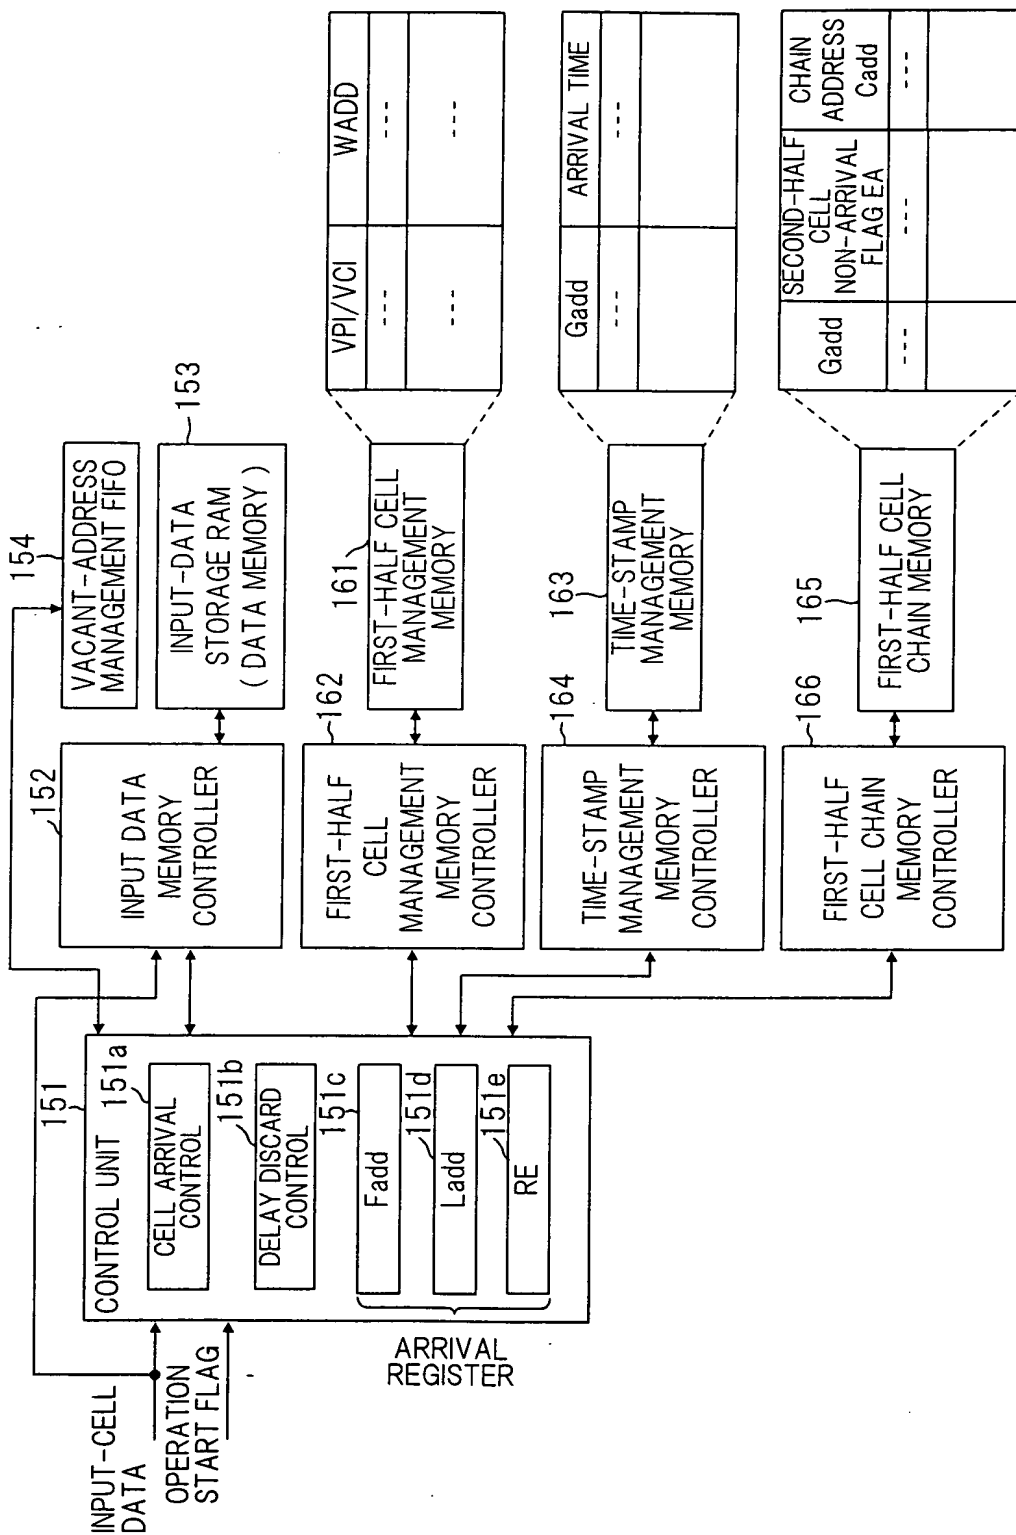 INPUT-CELL
DATA
OPERATION
START FLAG
151
CONTROL UNIT
151a
CELL ARRIVAL
CONTROL
151b
DELAY DISCARD
CONTROL
151c
Fadd
151d
Ladd
151e
RE
ARRIVAL
REGISTER
152
INPUT DATA
MEMORY
CONTROLLER
154
VACANT-ADDRESS
MANAGEMENT FIFO
153
INPUT-DATA
STORAGE RAM
( DATA MEMORY )
162
FIRST-HALF
CELL
MANAGEMENT
MEMORY
CONTROLLER
161
FIRST-HALF CELL
MANAGEMENT
MEMORY
VPI/VCI WADD
--- ---
--- ---
164
TIME-STAMP
MANAGEMENT
MEMORY
CONTROLLER
163
TIME-STAMP
MANAGEMENT
MEMORY
Gadd ARRIVAL TIME
--- ---
166
FIRST-HALF
CELL CHAIN
MEMORY
CONTROLLER
165
FIRST-HALF CELL
CHAIN MEMORY
Gadd
SECOND-HALF
CELL
NON-ARRIVAL
FLAG EA
CHAIN
ADDRESS
Cadd
--- --- ---